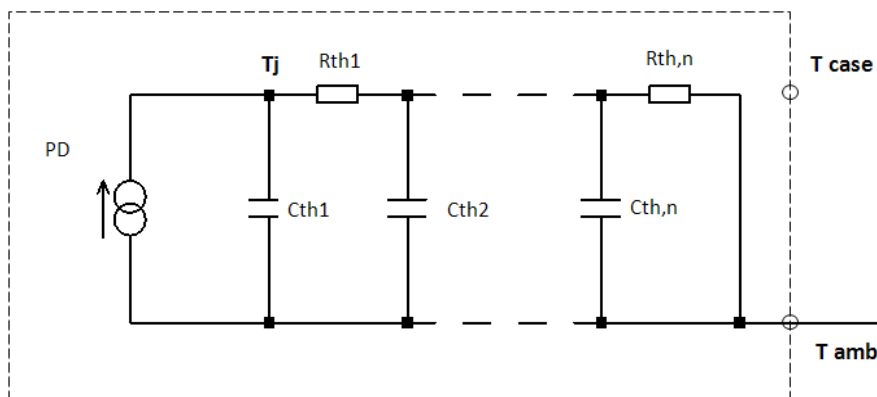 Tj
Rth1
Rth,n
T case
PD
Cth1
Cth2
Cth,n
T amb